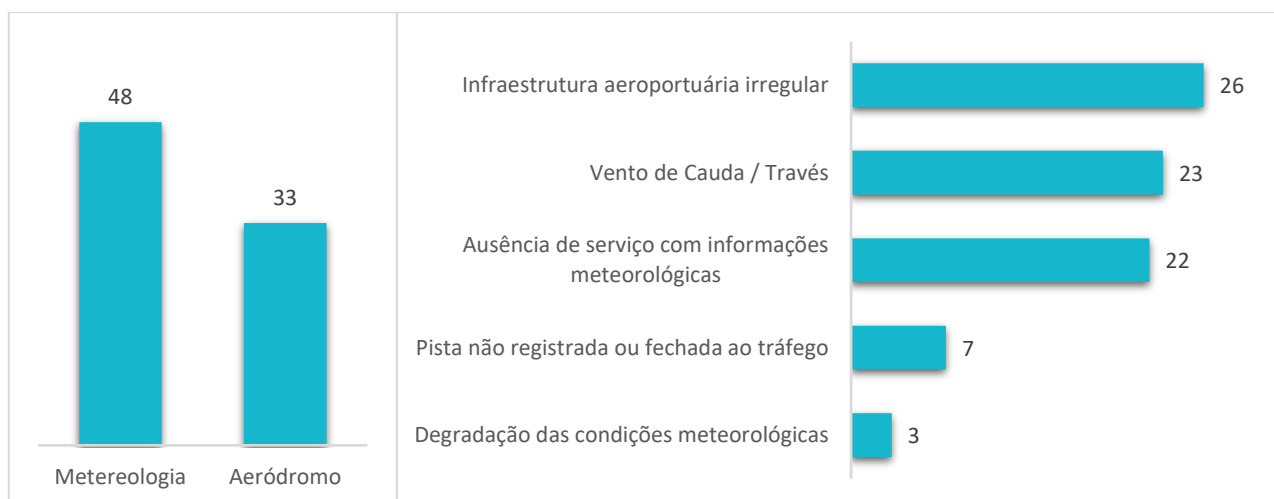 48
33
Metereologia
Aeródromo
Infraestrutura aeroportuária irregular
26
Vento de Cauda / Través
23
Ausência de serviço com informações
meteorológicas
22
Pista não registrada ou fechada ao tráfego
7
Degradação das condições meteorológicas
3